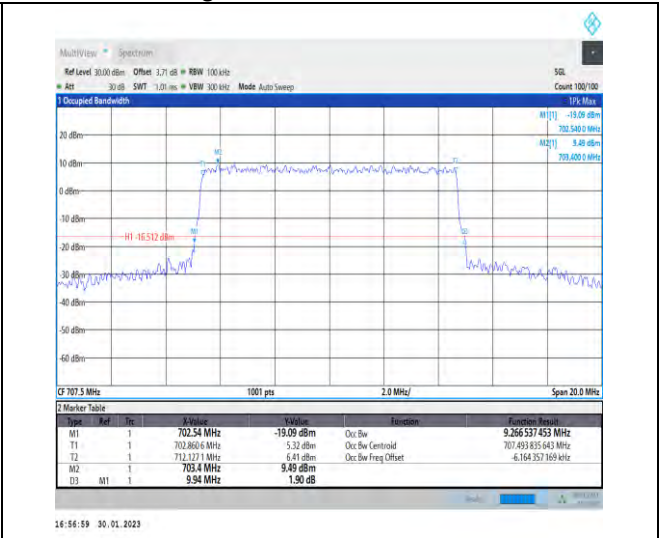 MultiView Spectrum
Ref Level 30.00 dBm Offset 3.71 dB RBW 100 kHz SGL
Att 30 dB SWT 1.01 ms VBW 300 kHz Mode Auto Sweep Count 100/100
1 Occupied Bandwidth 1Pk Max
M1[1] -19.09 dBm
702.540 0 MHz
M2[1] 9.49 dBm
703.400 0 MHz
20 dBm
M2
T1 T2
10 dBm
0 dBm
-10 dBm
M1 D3
H1 -16.512 dBm
-20 dBm
-30 dBm
-40 dBm
-50 dBm
-60 dBm
CF 707.5 MHz 1001 pts 2.0 MHz/ Span 20.0 MHz
2 Marker Table
Type Ref Trc X-Value Y-Value Function Function Result
M1 1 702.54 MHz -19.09 dBm Occ Bw 9.266 537 453 MHz
T1 1 702.860 6 MHz 5.32 dBm Occ Bw Centroid 707.493 835 643 MHz
T2 1 712.127 1 MHz 6.41 dBm Occ Bw Freq Offset -6.164 357 169 kHz
M2 1 703.4 MHz 9.49 dBm
D3 M1 1 9.94 MHz 1.90 dB
16:56:59 30.01.2023